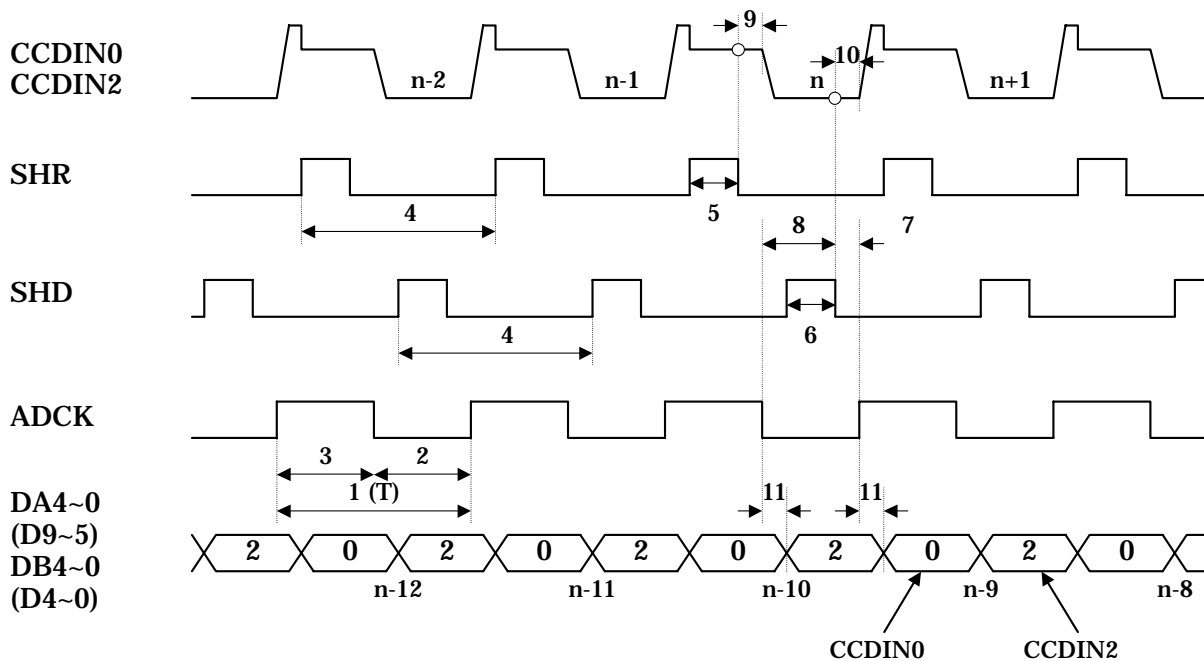 9
CCDIN0
CCDIN2
n-2
n-1
n
10
n+1
SHR
4
5
8
7
SHD
4
6
ADCK
3
2
1 (T)
11
11
DA4~0
(D9~5)
DB4~0
(D4~0)
2
0
2
0
2
0
2
0
2
0
n-12
n-11
n-10
n-9
n-8
CCDIN0
CCDIN2